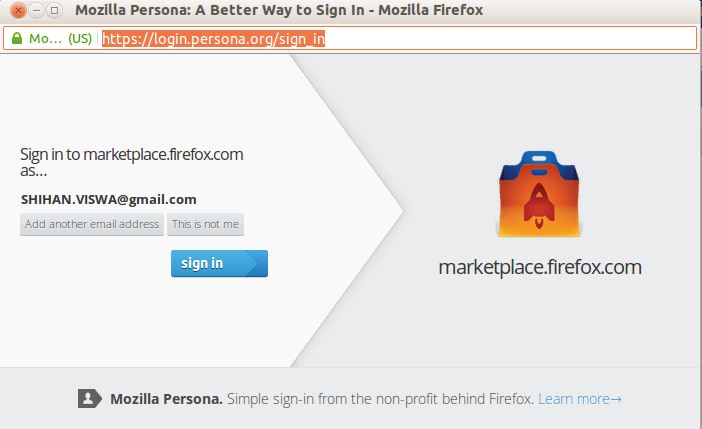 Mozilla Persona: A Better Way to Sign In - Mozilla Firefox
Mo... (US) https://login.persona.org/sign_in
Sign in to marketplace.firefox.com
as...
SHIHAN.VISWA@gmail.com
Add another email address This is not me
sign in
marketplace.firefox.com
Mozilla Persona. Simple sign-in from the non-profit behind Firefox. Learn more→